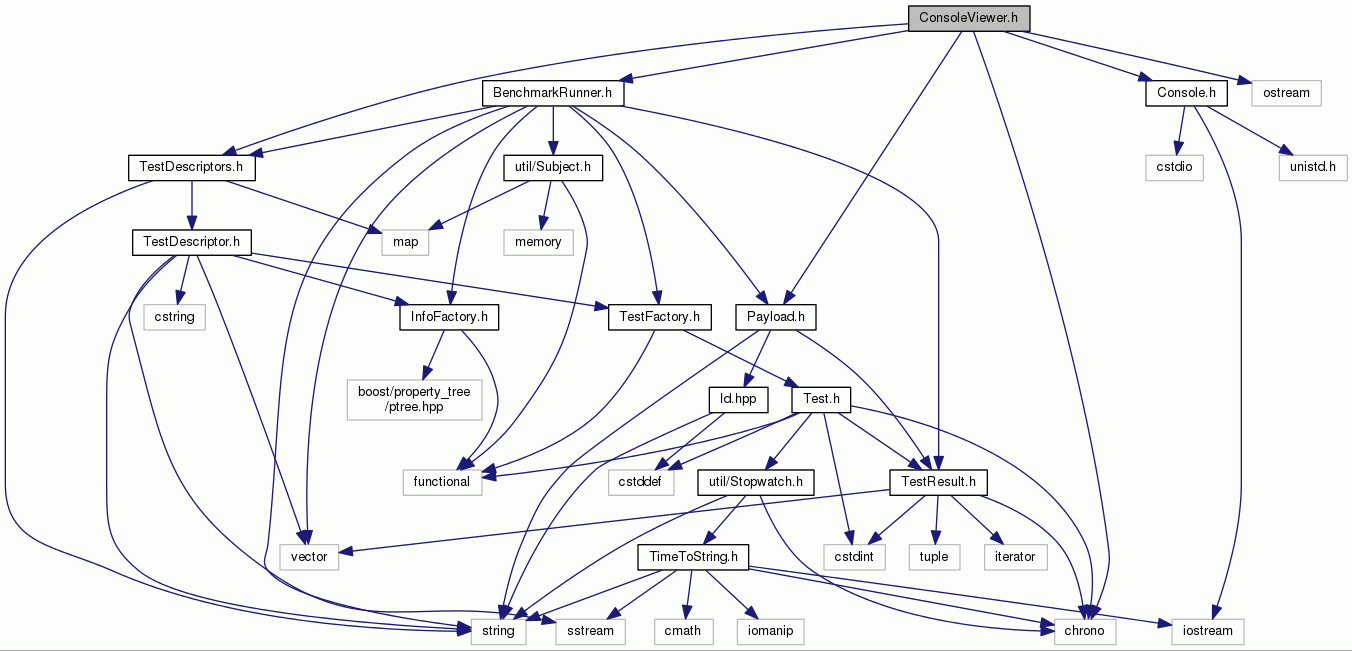 ConsoleViewer.h
BenchmarkRunner.h
Console.h
ostream
TestDescriptors.h
util/Subject.h
cstdio
unistd.h
TestDescriptor.h
map
memory
cstring
InfoFactory.h
TestFactory.h
Payload.h
boost/property_tree
/ptree.hpp
Id.hpp
Test.h
functional
cstddef
util/Stopwatch.h
TestResult.h
vector
TimeToString.h
cstdint
tuple
iterator
string
sstream
cmath
iomanip
chrono
iostream